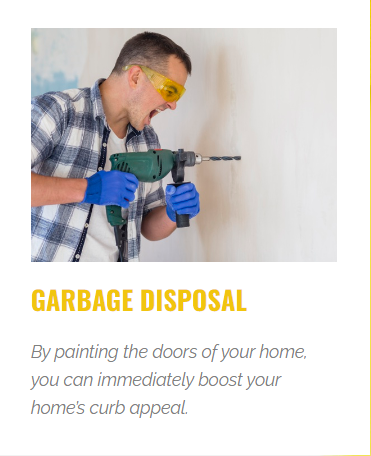 GARBAGE DISPOSAL
By painting the doors of your home,
you can immediately boost your
home's curb appeal.